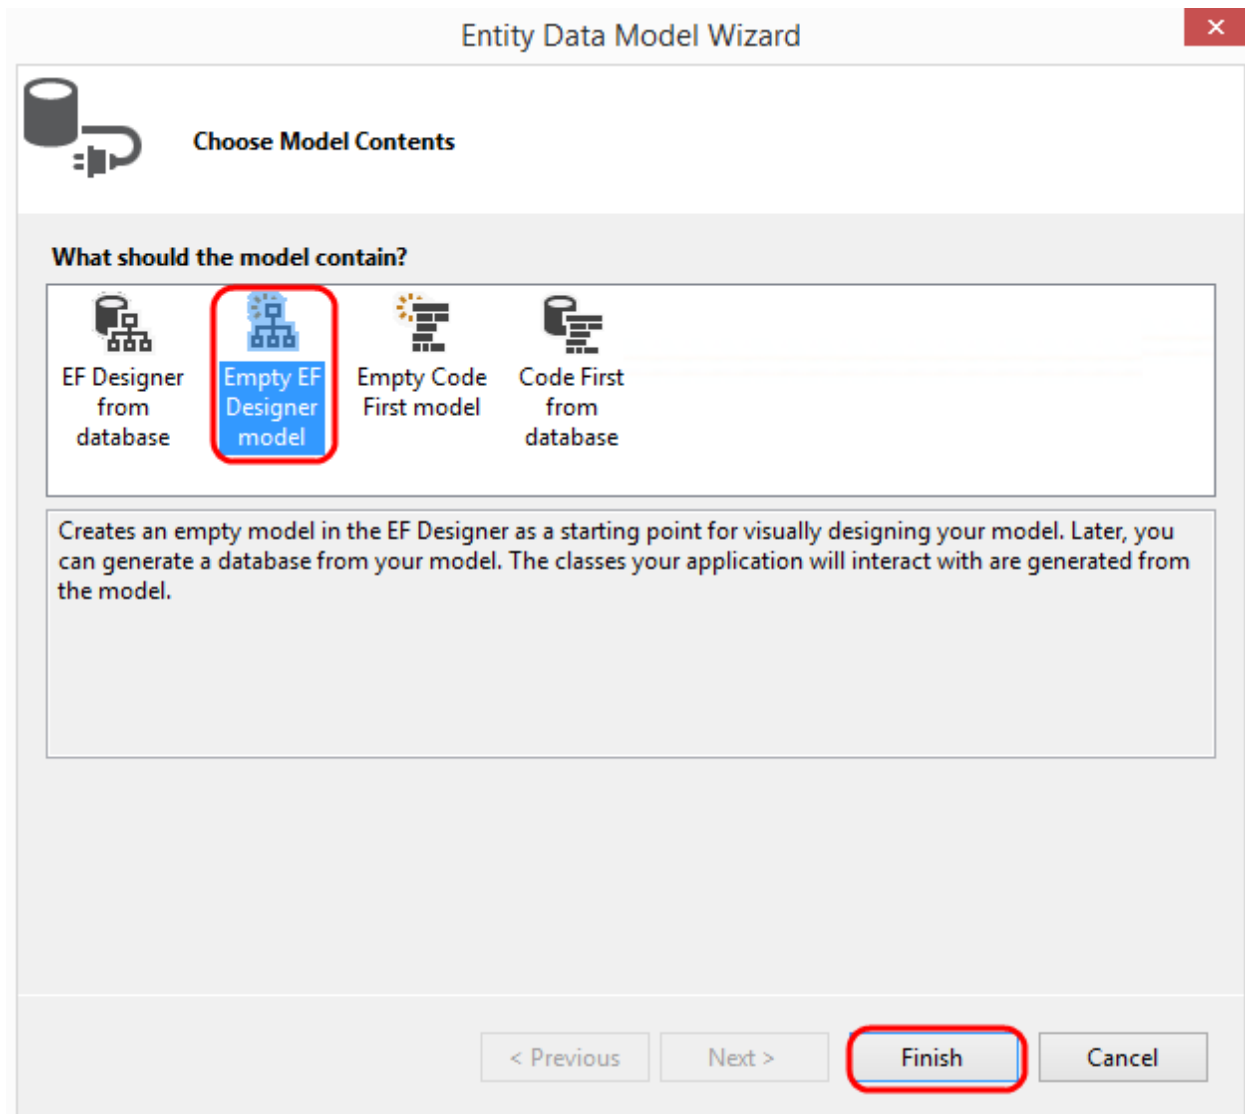 Entity Data Model Wizard
×
Choose Model Contents
What should the model contain?
EF Designer
from
database
Empty EF
Designer
model
Empty Code
First model
Code First
from
database
Creates an empty model in the EF Designer as a starting point for visually designing your model. Later, you
can generate a database from your model. The classes your application will interact with are generated from
the model.
< Previous
Next >
Finish
Cancel